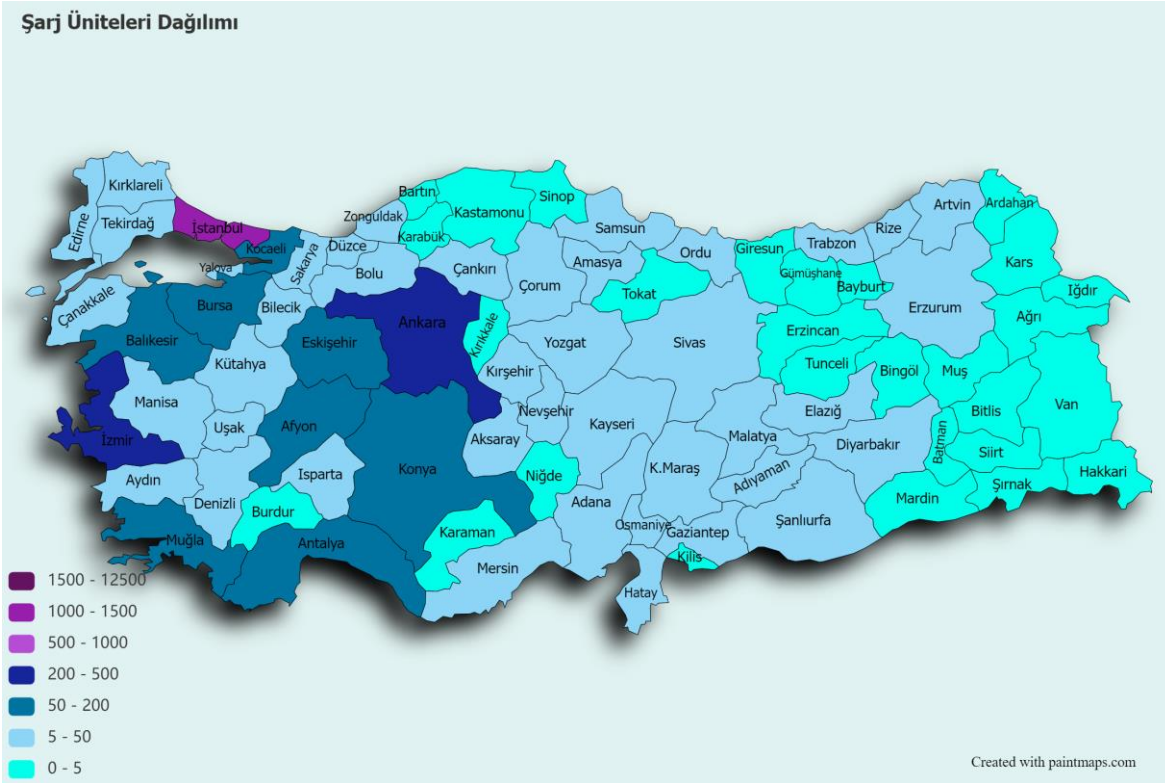 Şarj Üniteleri Dağılımı
Kırklareli
Edirne
Tekirdağ
İstanbul
Kocaeli
Yalova
Sakarya
Düzce
Zonguldak
Bartın
Karabük
Kastamonu
Sinop
Samsun
Ordu
Giresun
Trabzon
Rize
Artvin
Ardahan
Kars
Iğdır
Ağrı
Çanakkale
Balıkesir
Bursa
Bilecik
Bolu
Çankırı
Çorum
Amasya
Tokat
Gümüşhane
Bayburt
Erzurum
Erzincan
Ankara
Eskişehir
Kütahya
Kırıkkale
Yozgat
Sivas
Tunceli
Bingöl
Muş
Van
Bitlis
Manisa
İzmir
Uşak
Afyon
Kırşehir
Nevşehir
Kayseri
Malatya
Elazığ
Diyarbakır
Batman
Siirt
Hakkari
Şırnak
Mardin
Aydın
Denizli
Isparta
Burdur
Konya
Aksaray
Niğde
Adana
K.Maraş
Adıyaman
Şanlıurfa
Gaziantep
Osmaniye
Kilis
Hatay
Mersin
Karaman
Antalya
Muğla
1500 - 12500
1000 - 1500
500 - 1000
200 - 500
50 - 200
5 - 50
0 - 5
Created with paintmaps.com